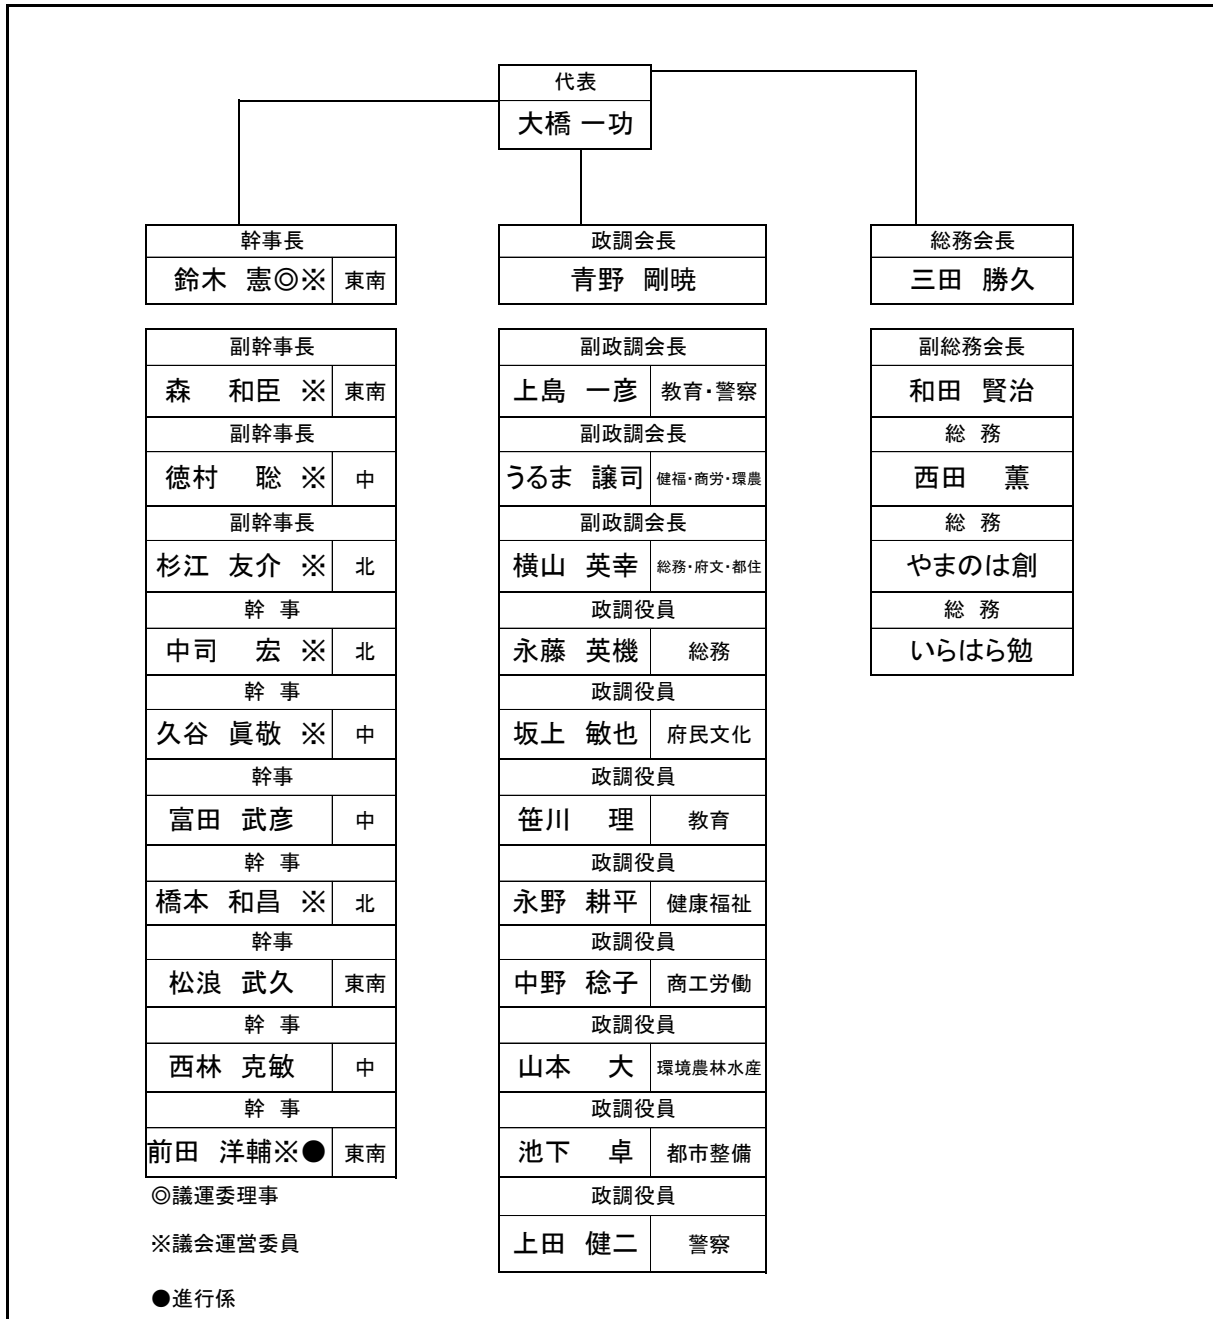 代表
大橋 一功
幹事長
鈴木 憲◎※ 東南
副幹事長
森 和臣 ※ 東南
副幹事長
徳村 聡 ※ 中
副幹事長
杉江 友介 ※ 北
幹 事
中司 宏 ※ 北
幹 事
久谷 眞敬 ※ 中
幹事
富田 武彦 中
幹 事
橋本 和昌 ※ 北
幹事
松浪 武久 東南
幹 事
西林 克敏 中
幹 事
前田 洋輔※● 東南
◎議運委理事
※議会運営委員
●進行係
政調会長
青野 剛暁
副政調会長
上島 一彦 教育・警察
副政調会長
うるま 譲司 健福・商労・環農
副政調会長
横山 英幸 総務・府文・都住
政調役員
永藤 英機 総務
政調役員
坂上 敏也 府民文化
政調役員
笹川 理 教育
政調役員
永野 耕平 健康福祉
政調役員
中野 稔子 商工労働
政調役員
山本 大 環境農林水産
政調役員
池下 卓 都市整備
政調役員
上田 健二 警察
総務会長
三田 勝久
副総務会長
和田 賢治
総 務
西田 薫
総 務
やまのは創
総 務
いらはら勉